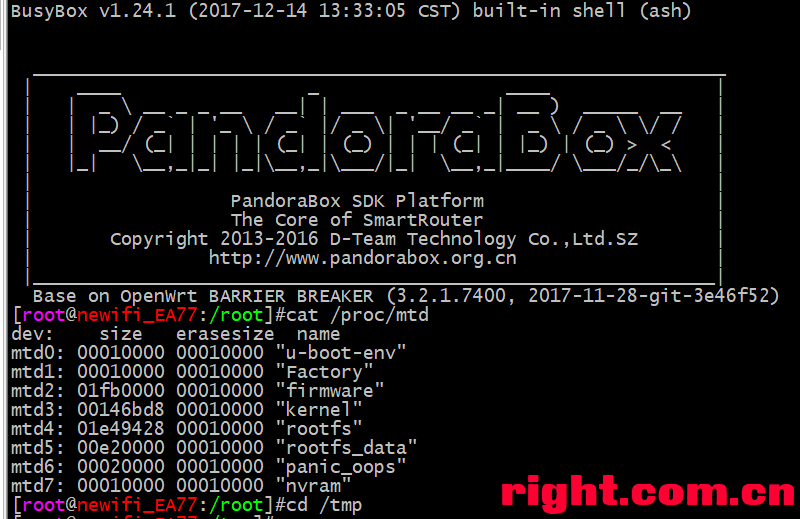 BusyBox v1.24.1 (2017-12-14 13:33:05 CST) built-in shell (ash)
PandoraBox
PandoraBox SDK Platform
The Core of SmartRouter
Copyright 2013-2016 D-Team Technology Co.,Ltd.SZ
http://www.pandorabox.org.cn
Base on OpenWrt BARRIER BREAKER (3.2.1.7400, 2017-11-28-git-3e46f52)
[root@newifi_EA77:/root]#cat /proc/mtd
dev:    size   erasesize  name
mtd0: 00010000 00010000 "u-boot-env"
mtd1: 00010000 00010000 "Factory"
mtd2: 01fb0000 00010000 "firmware"
mtd3: 00146bd8 00010000 "kernel"
mtd4: 01e49428 00010000 "rootfs"
mtd5: 00e20000 00010000 "rootfs_data"
mtd6: 00020000 00010000 "panic_oops"
mtd7: 00010000 00010000 "nvram"
[root@newifi_EA77:/root]#cd /tmp
right.com.cn